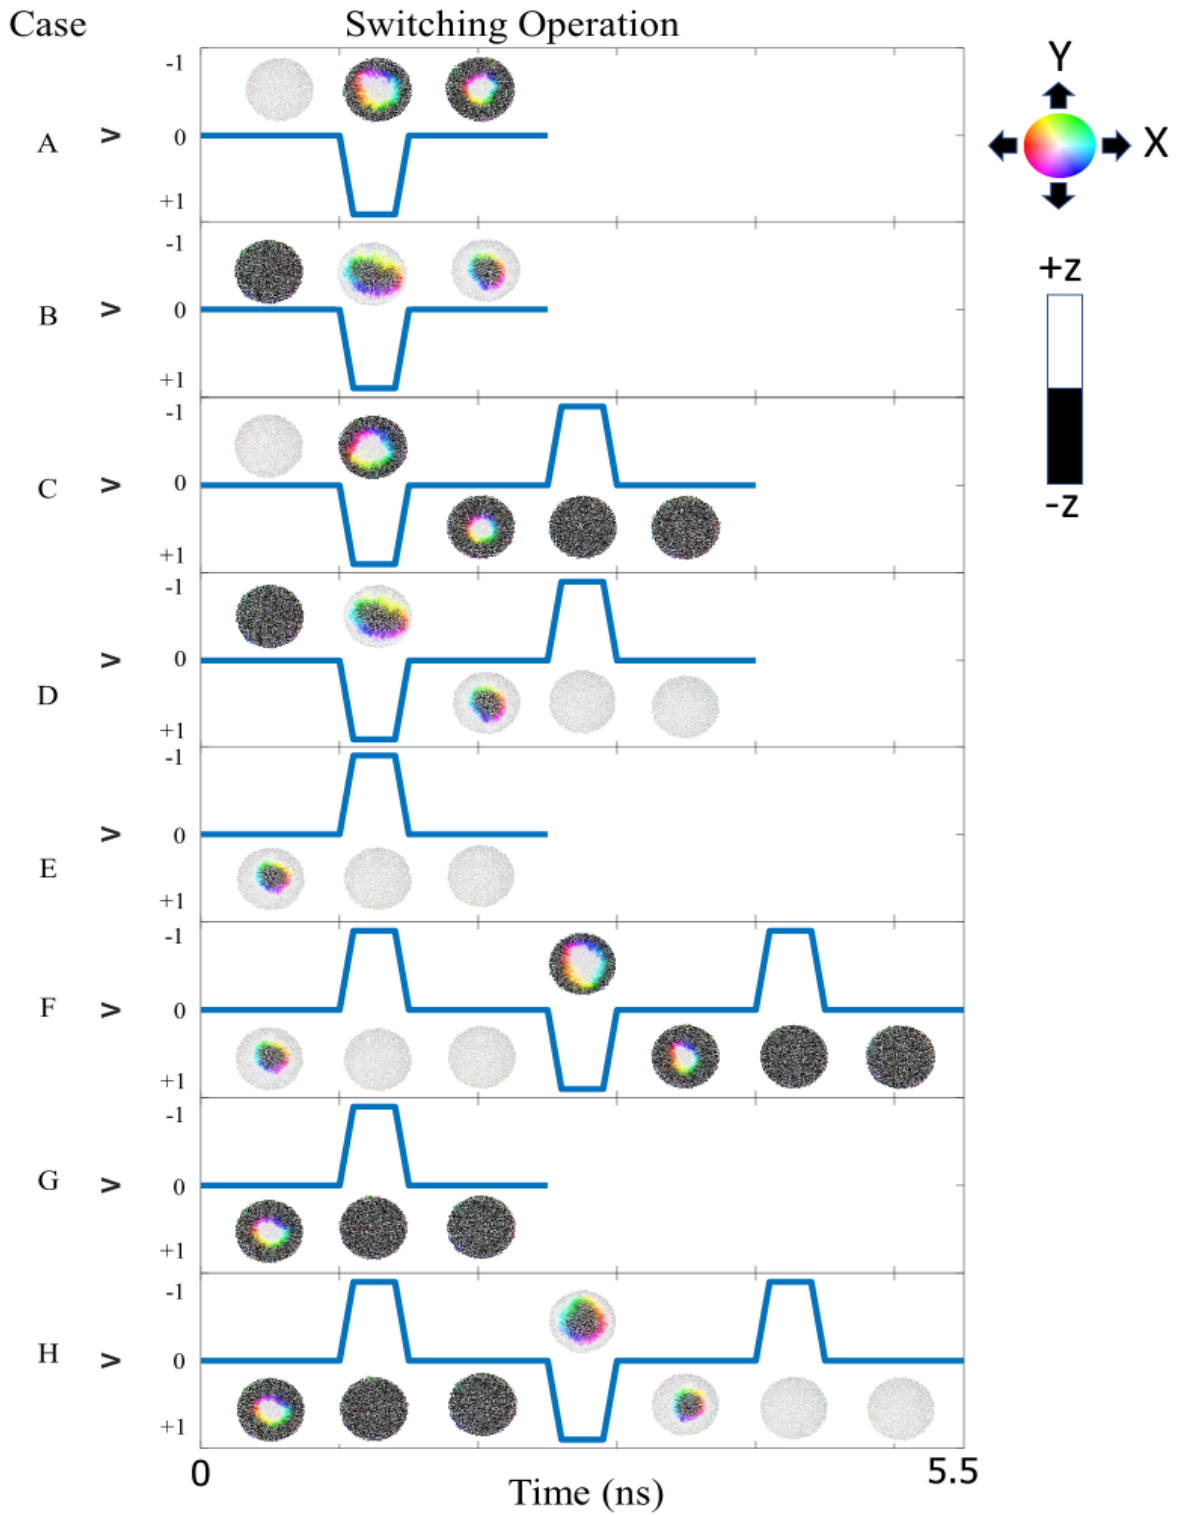 Case Switching Operation
-1
A > 0
+1
-1
B > 0
+1
-1
C > 0
+1
-1
D > 0
+1
-1
E > 0
+1
-1
F > 0
+1
-1
G > 0
+1
-1
H > 0
+1
0 5.5
Time (ns)
Y
X
+z
-z